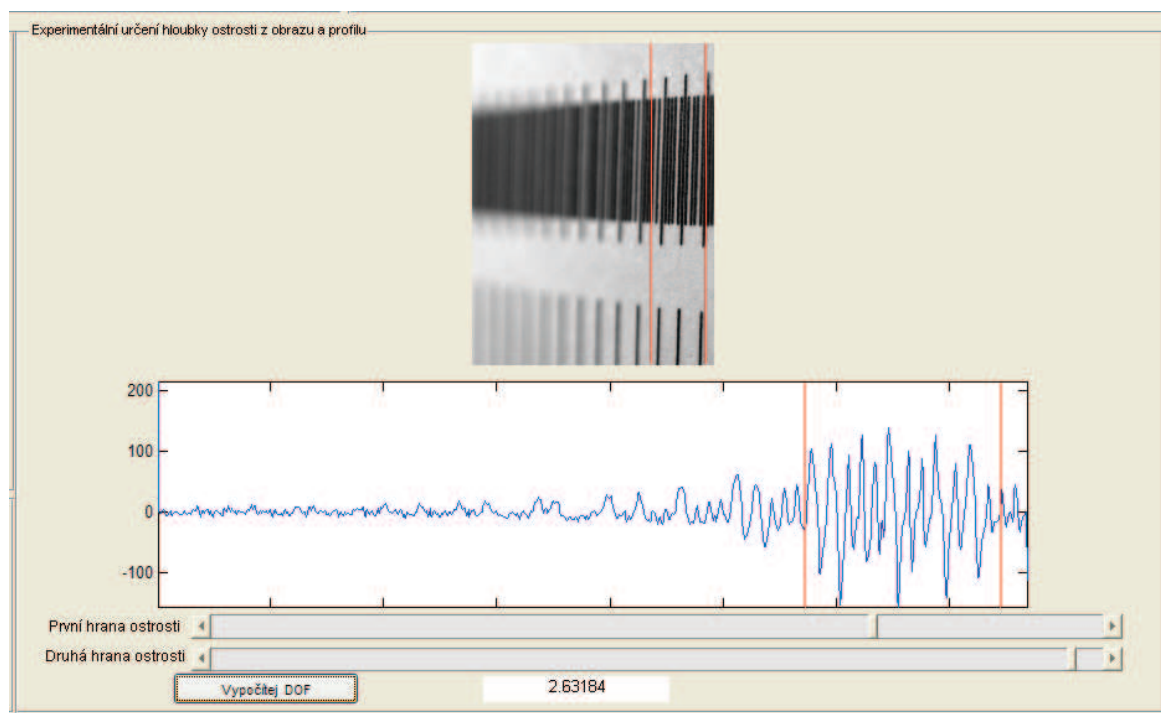 Experimentální určení hloubky ostrosti z obrazu a profilu
200
100
0
-100
První hrana ostrosti
Druhá hrana ostrosti
Vypočítej DOF
2.63184